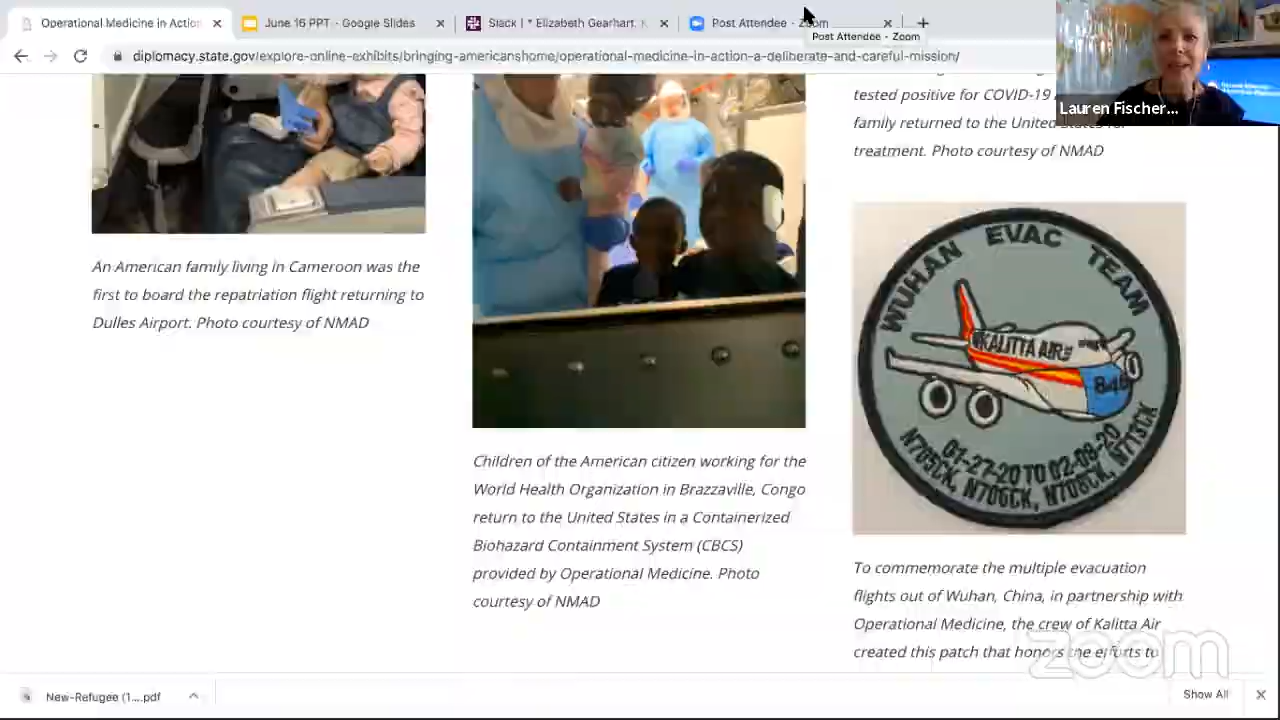 Operational Medicine in Action
June 16 PPT - Google Slides
Slack | * Elizabeth Gearhart.
Post Attendee - Zoom
Post Attendee - Zoom
diplomacy.state.gov/explore-online-exhibits/bringing-americanshome/operational-medicine-in-action-a-deliberate-and-careful-mission/
Lauren Fischer...
An American family living in Cameroon was the
first to board the repatriation flight returning to
Dulles Airport. Photo courtesy of NMAD
Children of the American citizen working for the
World Health Organization in Brazzaville, Congo
return to the United States in a Containerized
Biohazard Containment System (CBCS)
provided by Operational Medicine. Photo
courtesy of NMAD
tested positive for COVID-19
family returned to the United States for
treatment. Photo courtesy of NMAD
WUHAN EVAC TEAM
KALITTA AIR
01-27-20 TO 02-08-20
N705CK, N706CK, N708CK, N711CK
To commemorate the multiple evacuation
flights out of Wuhan, China, in partnership with
Operational Medicine, the crew of Kalitta Air
created this patch that honors the efforts to
zoom
New-Refugee (1....pdf
Show All